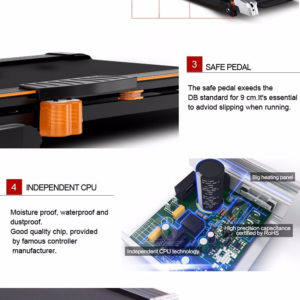 3 SAFE PEDAL
The safe pedal exceeds the
DB standard for 9 cm.It's essential
to adviod slipping when running.
4 INDEPENDENT CPU
Moisture proof, waterproof and
dustproof.
Good quality chip, provided
by famous controller
manufacturer.
Big heating panel
High precision capacitance
certified by RoHS
Independent CPU technology